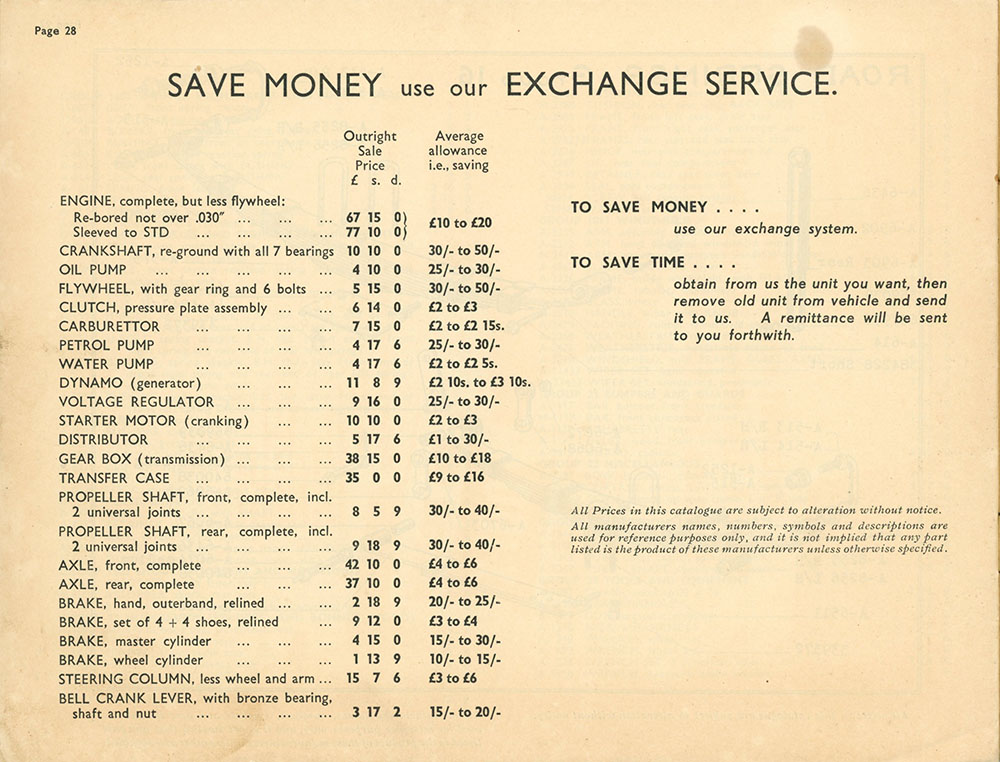 Page 28
SAVE MONEY use our EXCHANGE SERVICE.
Outright Sale Price £ s. d.
Average allowance i.e., saving
ENGINE, complete, but less flywheel:
Re-bored not over .030" ... ... ... 67 15 0) £10 to £20
Sleeved to STD ... ... ... ... 77 10 0)
CRANKSHAFT, re-ground with all 7 bearings 10 10 0 30/- to 50/-
OIL PUMP ... ... ... ... ... 4 10 0 25/- to 30/-
FLYWHEEL, with gear ring and 6 bolts ... 5 15 0 30/- to 50/-
CLUTCH, pressure plate assembly ... ... 6 14 0 £2 to £3
CARBURETTOR ... ... ... ... 7 15 0 £2 to £2 15s.
PETROL PUMP ... ... ... ... 4 17 6 25/- to 30/-
WATER PUMP ... ... ... ... 4 17 6 £2 to £2 5s.
DYNAMO (generator) ... ... ... 11 8 9 £2 10s. to £3 10s.
VOLTAGE REGULATOR ... ... ... 9 16 0 25/- to 30/-
STARTER MOTOR (cranking) ... ... 10 10 0 £2 to £3
DISTRIBUTOR ... ... ... ... 5 17 6 £1 to 30/-
GEAR BOX (transmission) ... ... ... 38 15 0 £10 to £18
TRANSFER CASE ... ... ... ... 35 0 0 £9 to £16
PROPELLER SHAFT, front, complete, incl.
2 universal joints ... ... ... ... 8 5 9 30/- to 40/-
PROPELLER SHAFT, rear, complete, incl.
2 universal joints ... ... ... ... 9 18 9 30/- to 40/-
AXLE, front, complete ... ... ... 42 10 0 £4 to £6
AXLE, rear, complete ... ... ... 37 10 0 £4 to £6
BRAKE, hand, outerband, relined ... ... 2 18 9 20/- to 25/-
BRAKE, set of 4 + 4 shoes, relined ... 9 12 0 £3 to £4
BRAKE, master cylinder ... ... ... 4 15 0 15/- to 30/-
BRAKE, wheel cylinder ... ... ... 1 13 9 10/- to 15/-
STEERING COLUMN, less wheel and arm ... 15 7 6 £3 to £6
BELL CRANK LEVER, with bronze bearing,
shaft and nut ... ... ... ... 3 17 2 15/- to 20/-
TO SAVE MONEY . . . .
use our exchange system.
TO SAVE TIME . . . .
obtain from us the unit you want, then
remove old unit from vehicle and send
it to us. A remittance will be sent
to you forthwith.
All Prices in this catalogue are subject to alteration without notice.
All manufacturers names, numbers, symbols and descriptions are
used for reference purposes only, and it is not implied that any part
listed is the product of these manufacturers unless otherwise specified.